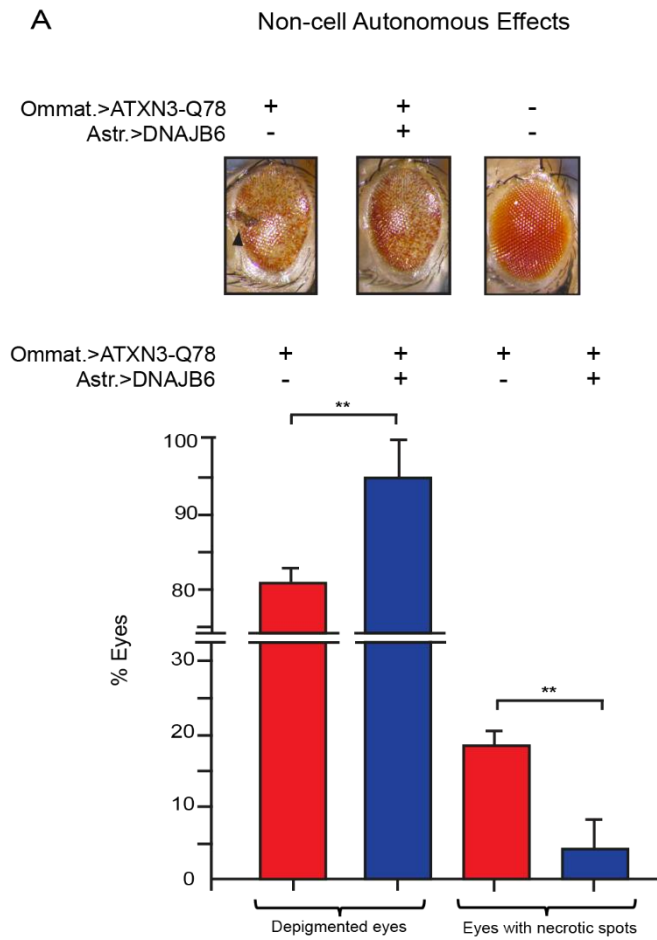 A
Non-cell Autonomous Effects
Ommat.>ATXN3-Q78 + + -
Astr.>DNAJB6 - + -
Ommat.>ATXN3-Q78 + + + +
Astr.>DNAJB6 - + - +
**
100
90
80
% Eyes
30
**
20
10
0
Depigmented eyes Eyes with necrotic spots